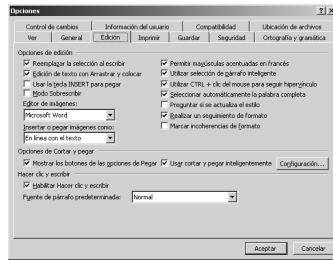 Opciones
Control de cambios Información del usuario Compatibilidad Ubicación de archivos
Ver General Edición Imprimir Guardar Seguridad Ortografía y gramática
Opciones de edición
Reemplazar la selección al escribir
Edición de texto con Arrastrar y colocar
Usar la tecla INSERT para pegar
Modo Sobrescribir
Editor de imágenes:
Microsoft Word
Insertar o pegar imágenes como:
En línea con el texto
Permitir mayúsculas acentuadas en francés
Utilizar selección de párrafo inteligente
Utilizar CTRL + clic del mouse para seguir hipervínculo
Seleccionar automáticamente la palabra completa
Preguntar si se actualiza el estilo
Realizar un seguimiento de formato
Marcar incoherencias de formato
Opciones de Cortar y pegar
Mostrar los botones de las opciones de Pegar Usar cortar y pegar inteligentemente Configuración...
Hacer clic y escribir
Habilitar Hacer clic y escribir
Fuente de párrafo predeterminada: Normal
Aceptar Cancelar